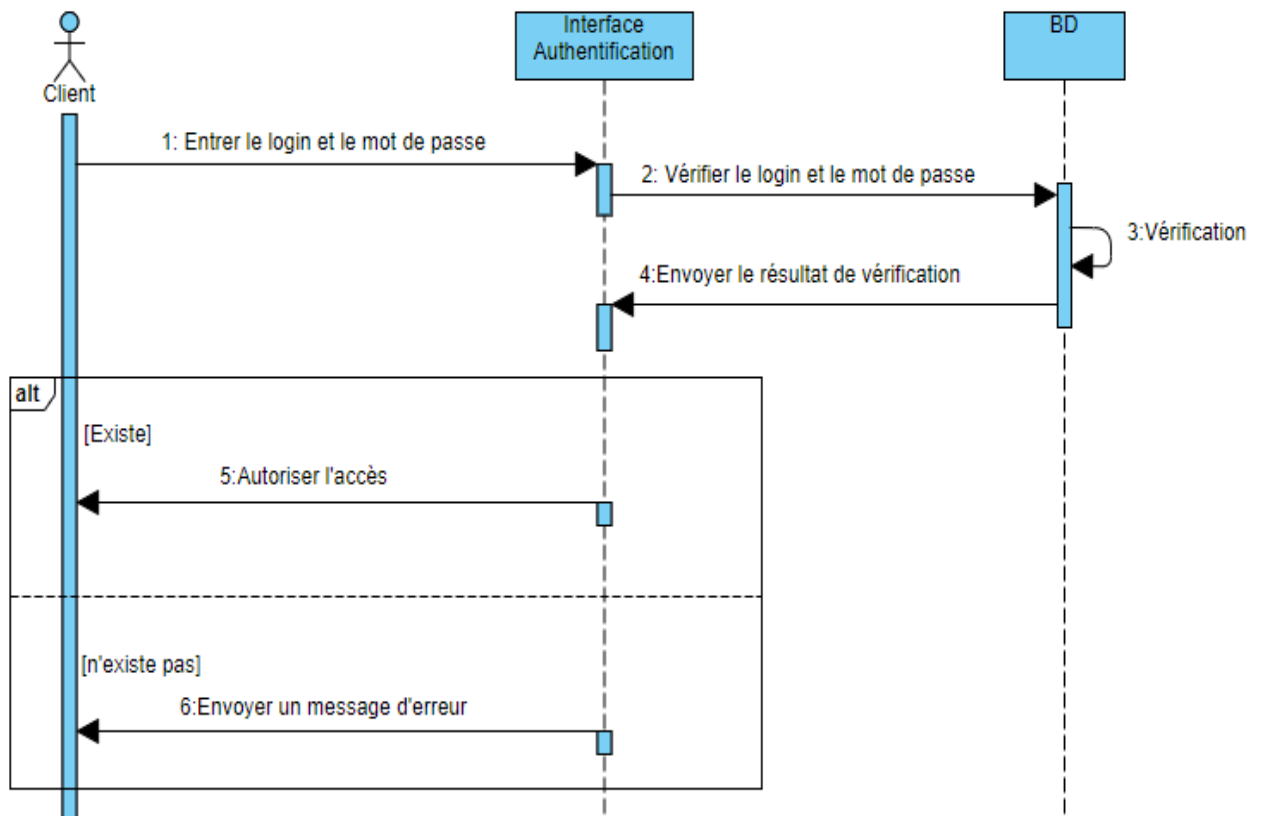 Client
Interface
Authentification
BD
1: Entrer le login et le mot de passe
2: Vérifier le login et le mot de passe
3:Vérification
4:Envoyer le résultat de vérification
alt
[Existe]
5:Autoriser l'accès
[n'existe pas]
6:Envoyer un message d'erreur